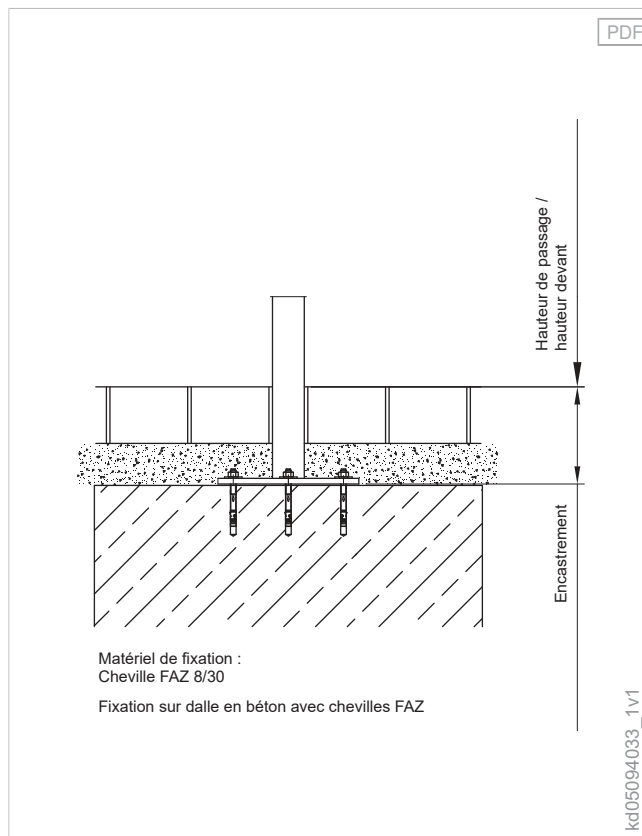 PDF
Hauteur de passage /
hauteur devant
Encastrement
Matériel de fixation :
Cheville FAZ 8/30
Fixation sur dalle en béton avec chevilles FAZ
kd05094033_1v1